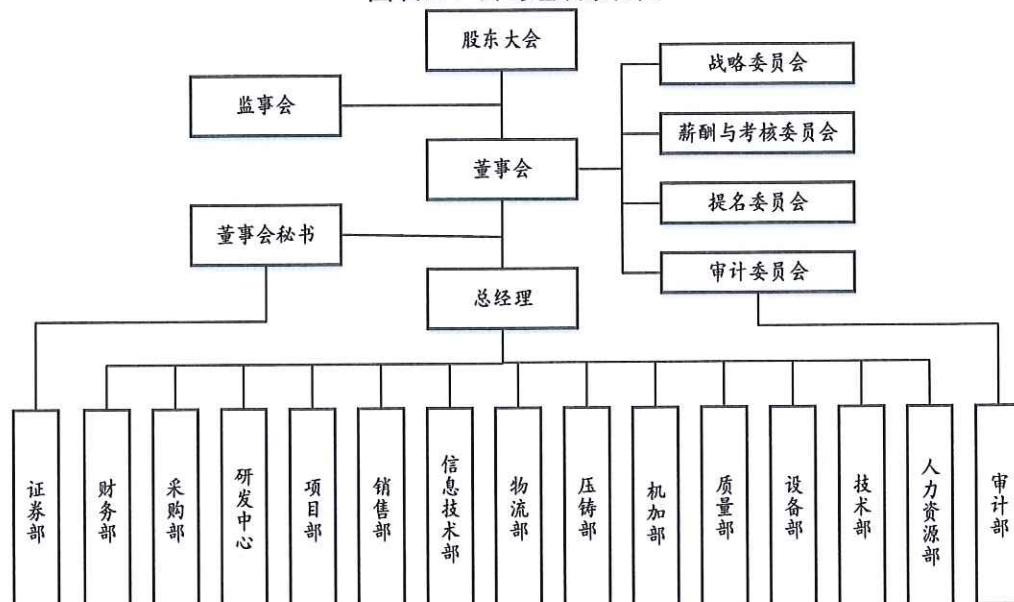 股东大会
战略委员会
监事会
薪酬与考核委员会
董事会
提名委员会
董事会秘书
审计委员会
总经理
证券部
财务部
采购部
研发中心
项目部
销售部
信息技术部
物流部
压铸部
机加部
质量部
设备部
技术部
人力资源部
审计部